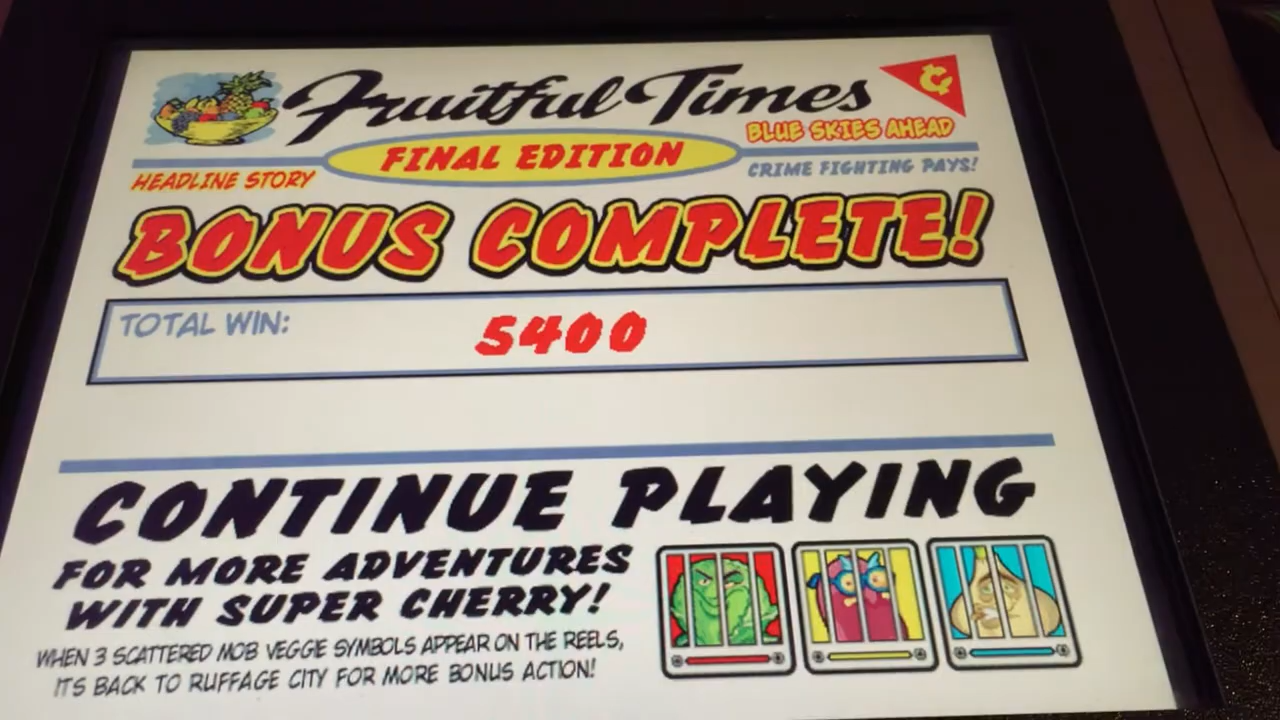 Fruitful Times
BLUE SKIES AHEAD
FINAL EDITION
HEADLINE STORY
CRIME FIGHTING PAYS!
BONUS COMPLETE!
TOTAL WIN:
5400
CONTINUE PLAYING
FOR MORE ADVENTURES
WITH SUPER CHERRY!
WHEN 3 SCATTERED MOB VEGGIE SYMBOLS APPEAR ON THE REELS,
ITS BACK TO RUFFAGE CITY FOR MORE BONUS ACTION!